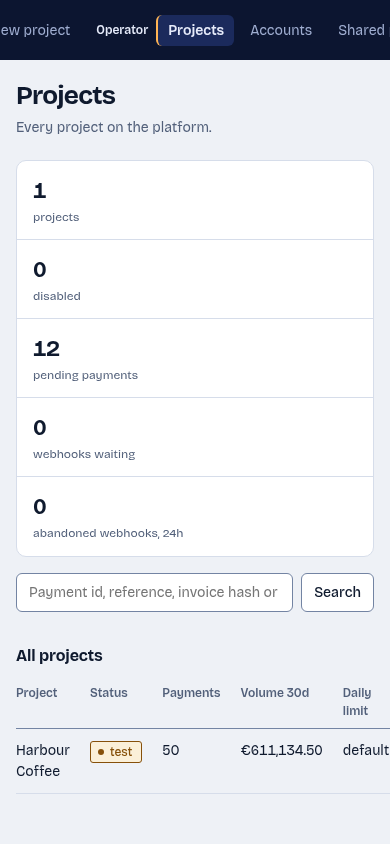 ew project Operator Projects Accounts Shared
Projects
Every project on the platform.
1
projects
0
disabled
12
pending payments
0
webhooks waiting
0
abandoned webhooks, 24h
Payment id, reference, invoice hash or
Search
All projects
Project Status Payments Volume 30d Daily limit
Harbour Coffee test 50 €611,134.50 default